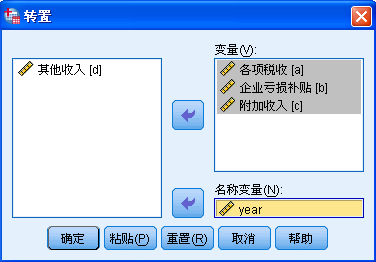 转置
变量(V):
其他收入 [d]
各项税收 [a]
企业亏损补贴 [b]
附加收入 [c]
名称变量(N):
year
确定 粘贴(P) 重置(R) 取消 帮助